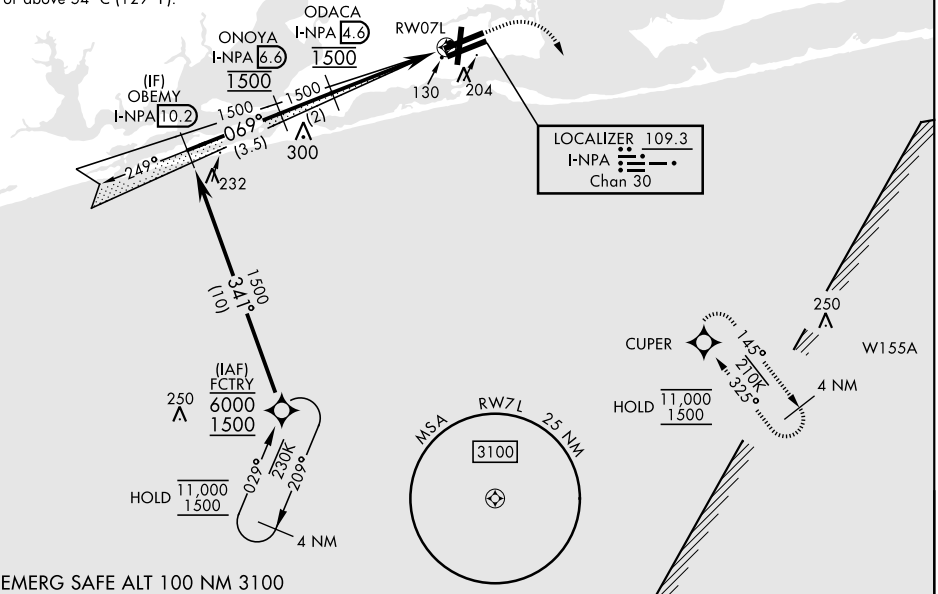 or above 54°C (129°F).
ODACA
I-NPA 4.6
1500
ONOYA
I-NPA 6.6
1500
RW07L
(IF)
OBEMY
I-NPA 10.2
1500
1500
069°
(2)
(3.5)
249°
300
232
130
204
LOCALIZER 109.3
I-NPA
Chan 30
1500
341°
(10)
(IAF)
FCTRY
6000
1500
250
029°
230K
209°
HOLD 11,000
1500
4 NM
MSA RW7L 25 NM
3100
CUPER
145°
210K
325°
HOLD 11,000
1500
4 NM
250
W155A
EMERG SAFE ALT 100 NM 3100